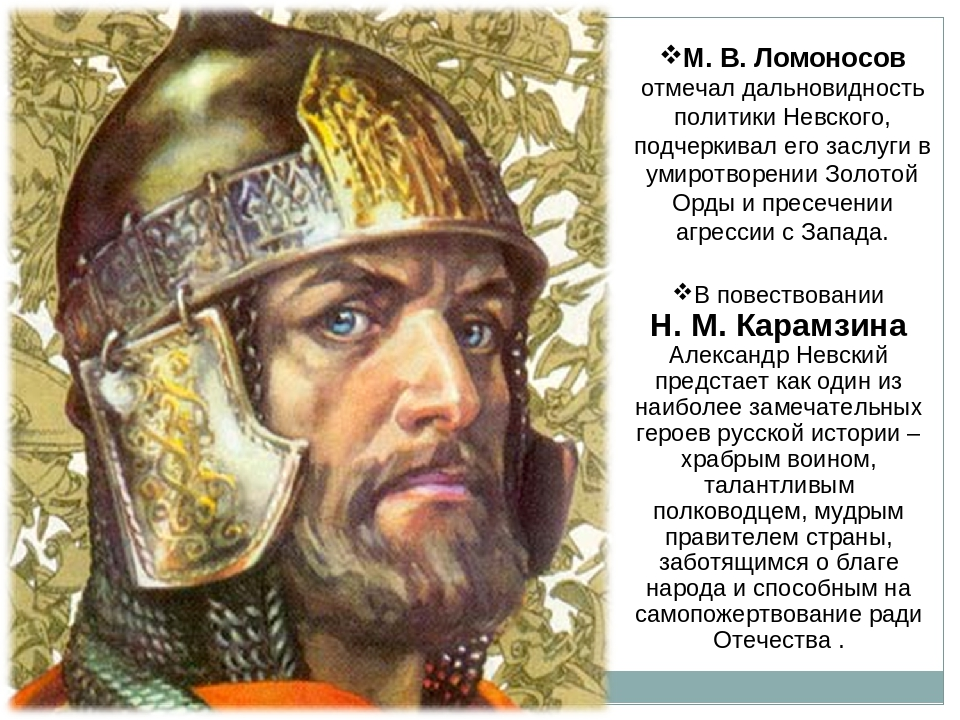 ❖М. В. Ломоносов
отмечал дальновидность
политики Невского,
подчеркивал его заслуги в
умиротворении Золотой
Орды и пресечении
агрессии с Запада.
❖В повествовании
Н. М. Карамзина
Александр Невский
предстает как один из
наиболее замечательных
героев русской истории –
храбрым воином,
талантливым
полководцем, мудрым
правителем страны,
заботящимся о благе
народа и способным на
самопожертвование ради
Отечества .